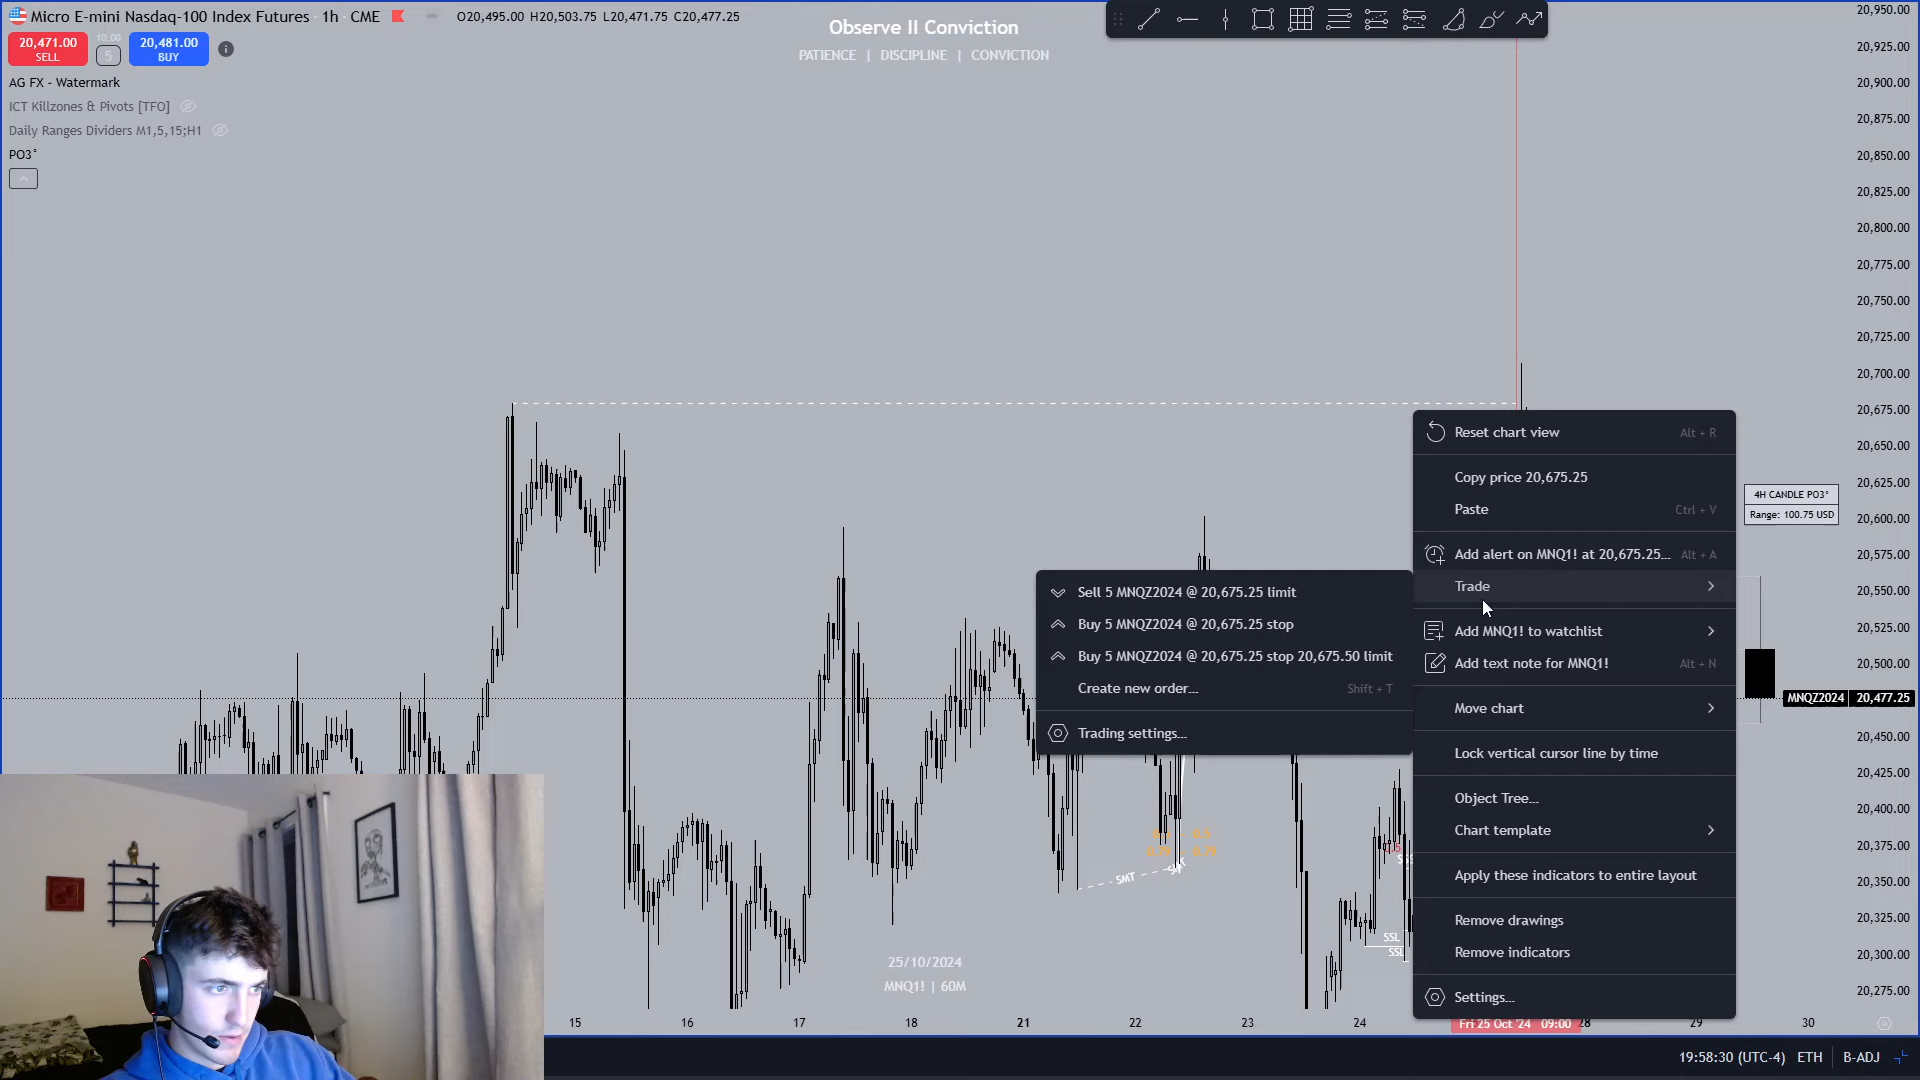 Micro E-mini Nasdaq-100 Index Futures · 1h · CME
O20,495.00 H20,503.75 L20,471.75 C20,477.25
20,471.00
SELL
10.00
5
20,481.00
BUY
AG FX - Watermark
ICT Killzones & Pivots [TFO]
Daily Ranges Dividers M1,5,15;H1
PO3°
Observe II Conviction
PATIENCE | DISCIPLINE | CONVICTION
Reset chart view Alt + R
Copy price 20,675.25
Paste Ctrl + V
Add alert on MNQ1! at 20,675.25... Alt + A
Trade
Add MNQ1! to watchlist
Add text note for MNQ1! Alt + N
Move chart
Lock vertical cursor line by time
Object Tree...
Chart template
Apply these indicators to entire layout
Remove drawings
Remove indicators
Settings...
Sell 5 MNQZ2024 @ 20,675.25 limit
Buy 5 MNQZ2024 @ 20,675.25 stop
Buy 5 MNQZ2024 @ 20,675.25 stop 20,675.50 limit
Create new order... Shift + T
Trading settings...
4H CANDLE PO3°
Range: 100.75 USD
SMT
SSL
SSL
25/10/2024
MNQ1! | 60M
20,950.00
20,925.00
20,900.00
20,875.00
20,850.00
20,825.00
20,800.00
20,775.00
20,750.00
20,725.00
20,700.00
20,675.00
20,650.00
20,625.00
20,600.00
20,575.00
20,550.00
20,525.00
20,500.00
MNQZ2024 20,477.25
20,450.00
20,425.00
20,400.00
20,375.00
20,350.00
20,325.00
20,300.00
20,275.00
15 16 17 18 21 22 23 24 Fri 25 Oct '24 09:00 28 29 30
19:58:30 (UTC-4) ETH B-ADJ